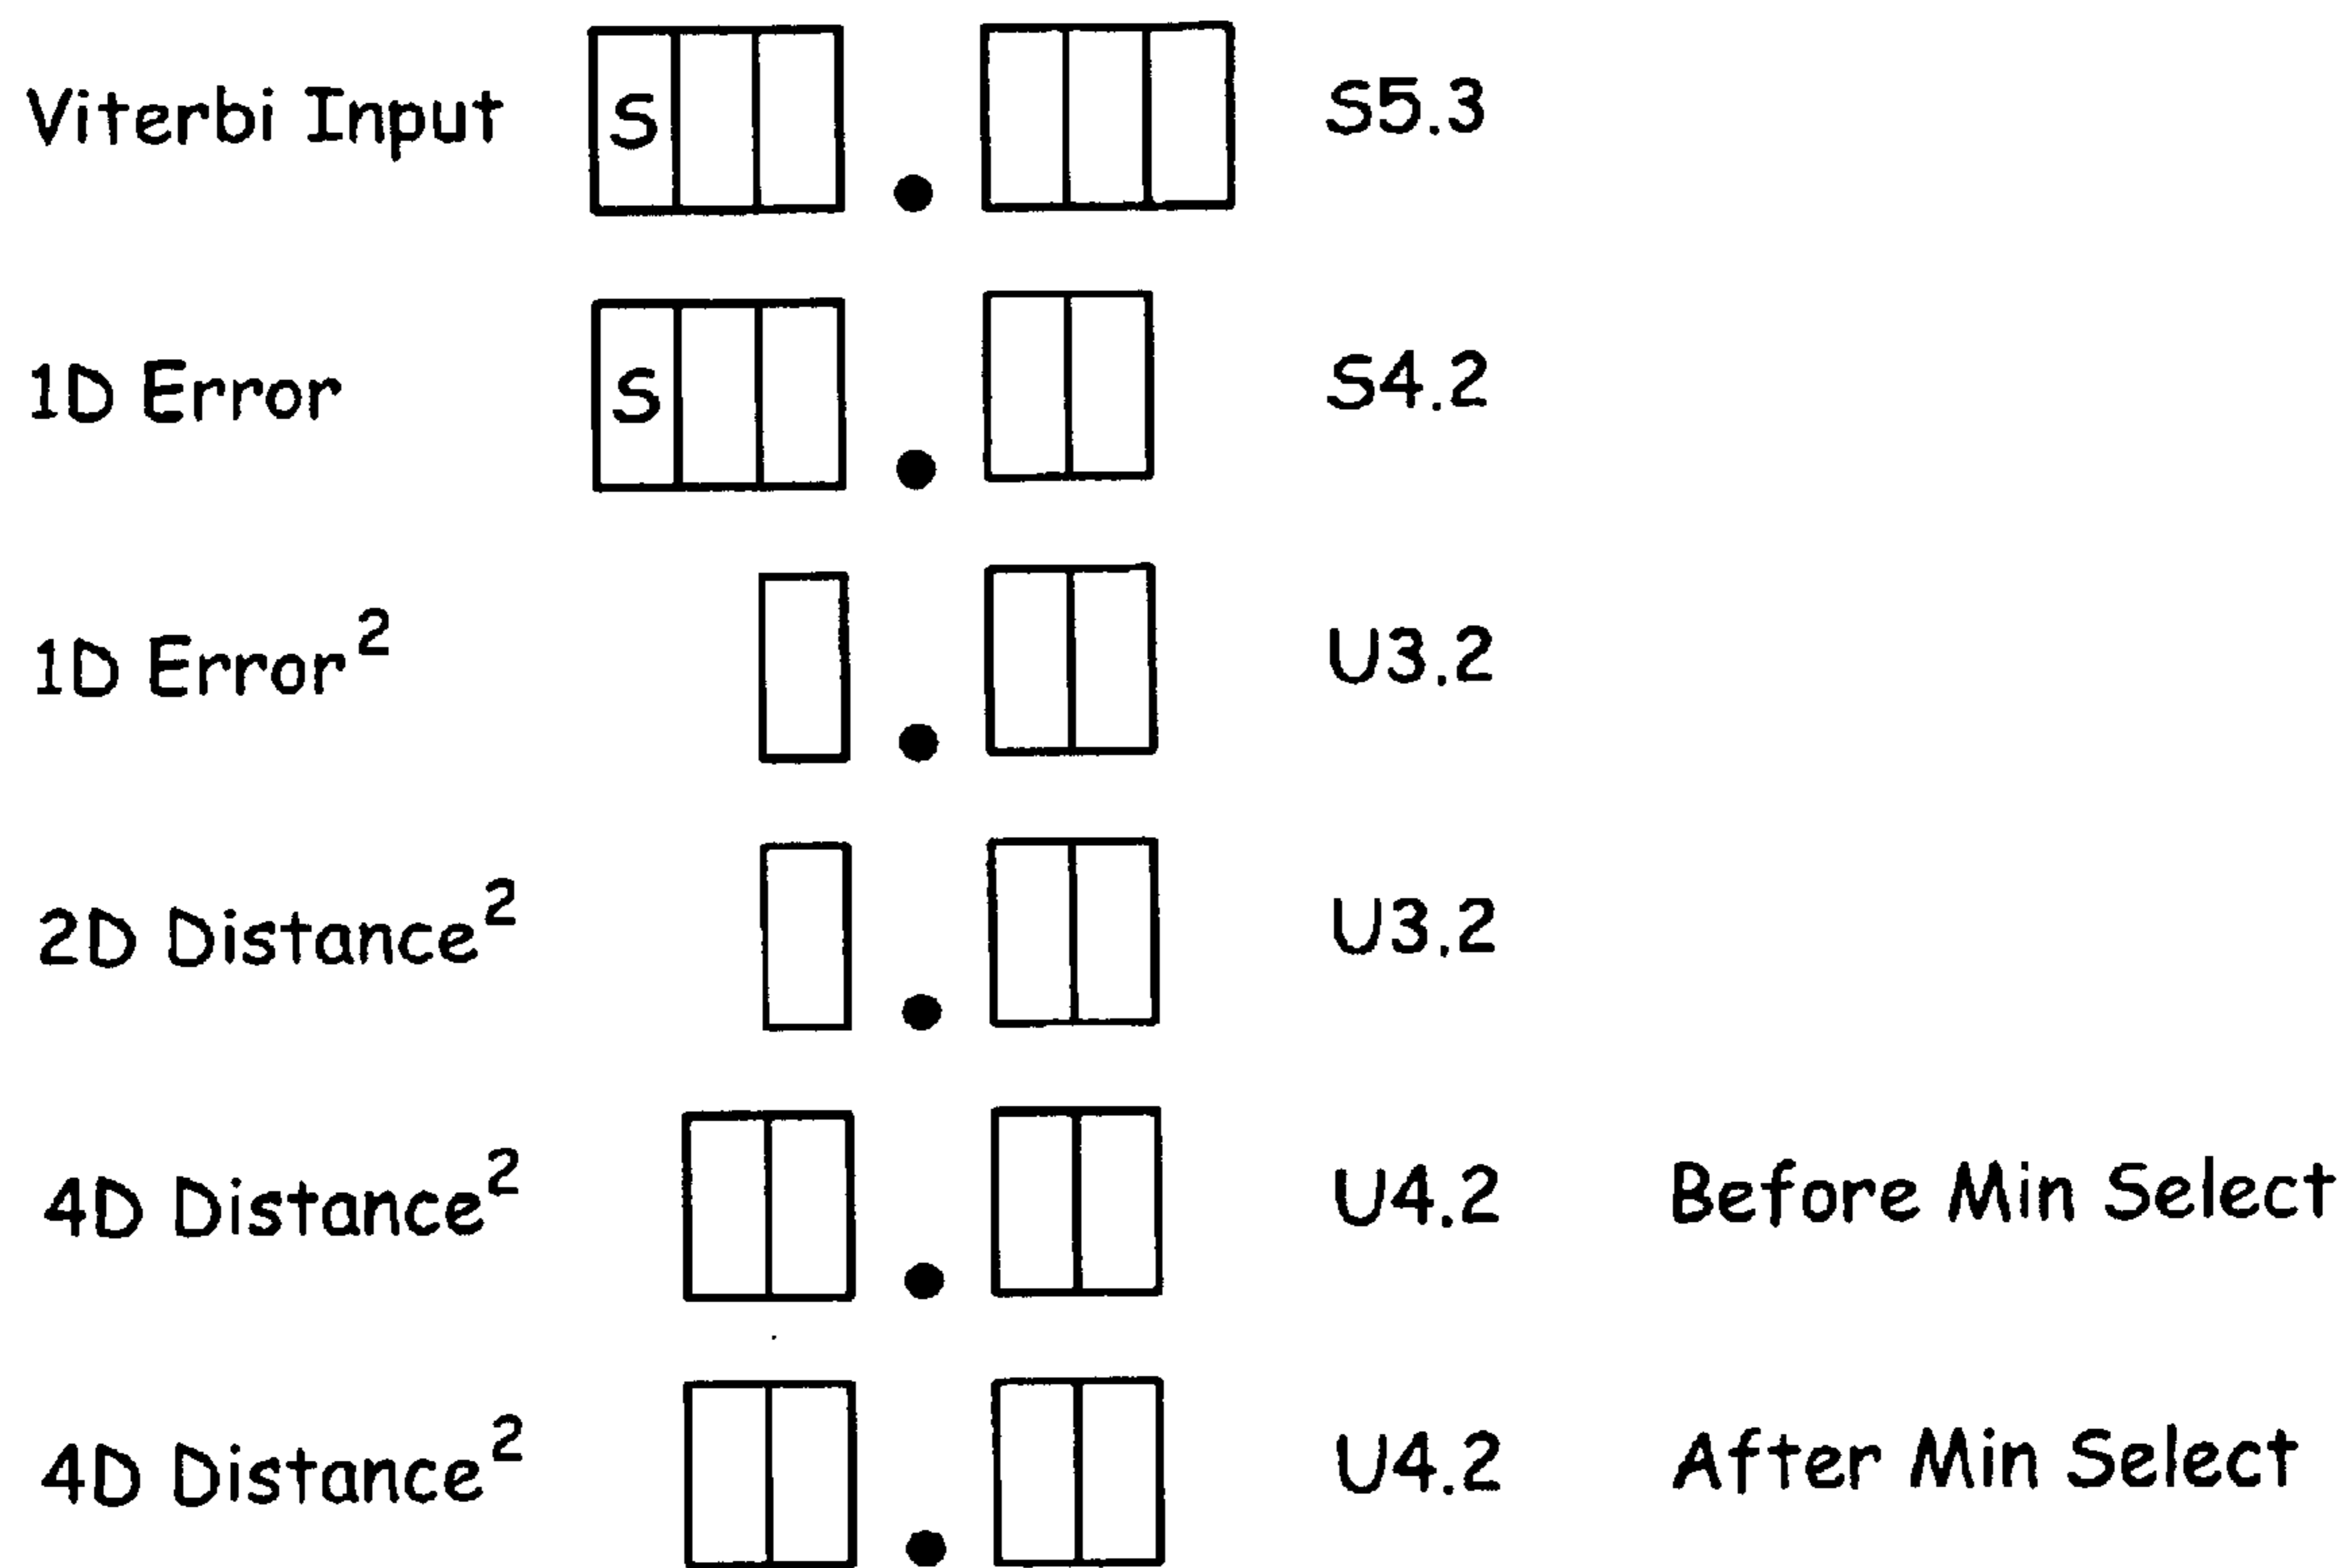 Viterbi Input S . S5.3
1D Error S . S4.2
1D Error² . U3.2
2D Distance² . U3.2
4D Distance² . U4.2 Before Min Select
4D Distance² . U4.2 After Min Select